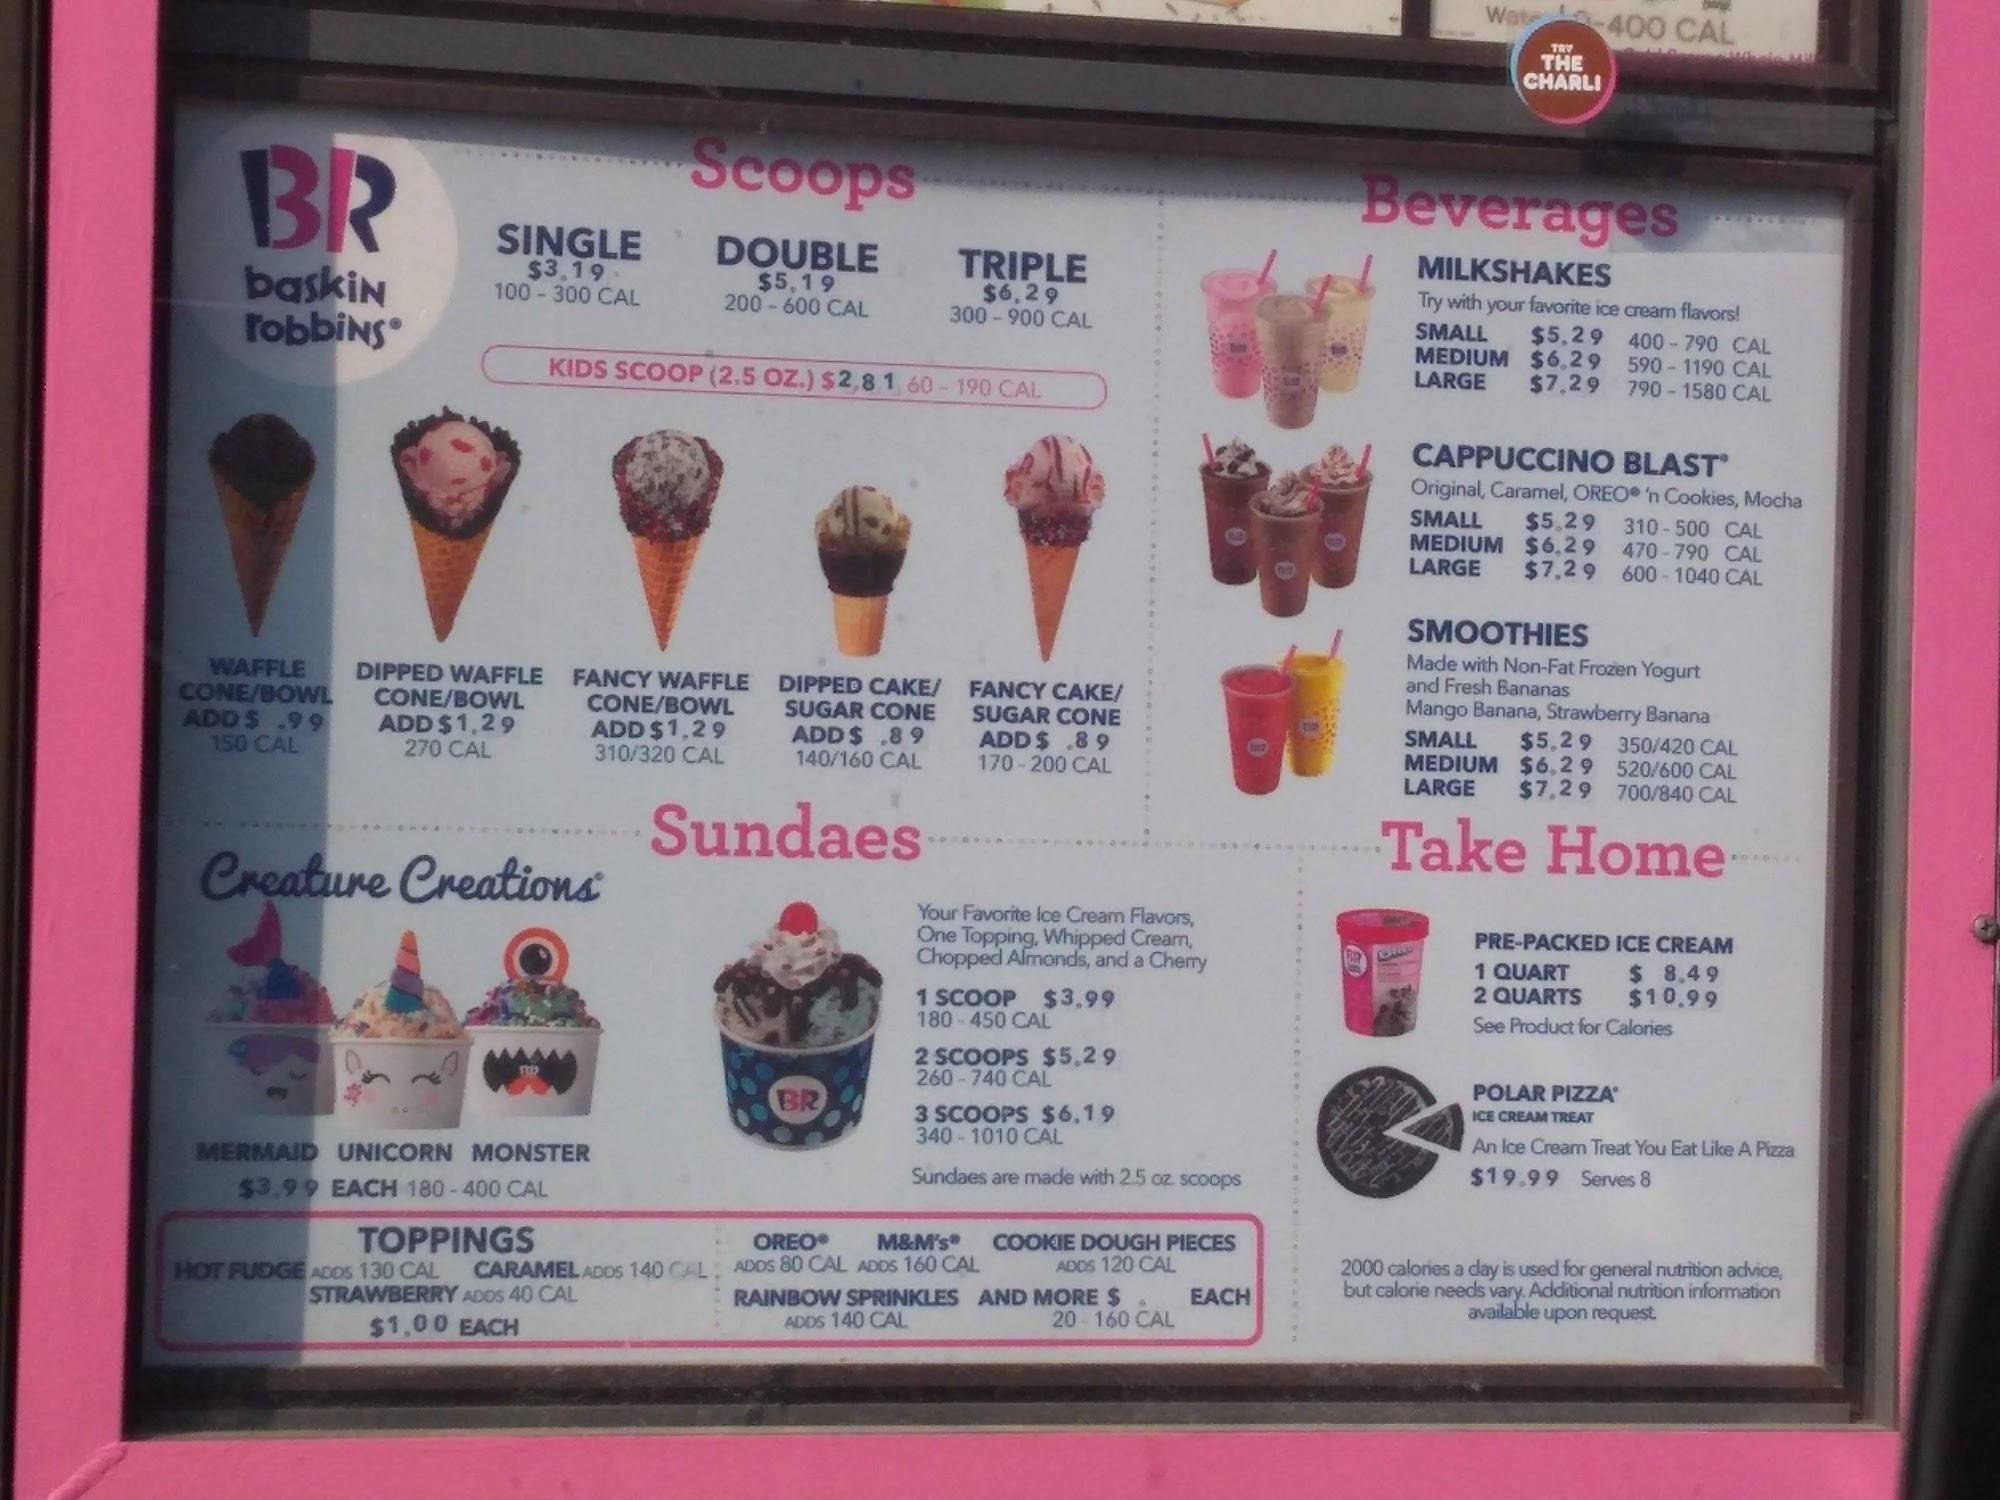 Water 0-400 CAL
TRY
THE
CHARLI
BR
baskin
robbins®
Scoops
SINGLE
$3.19
100 - 300 CAL
DOUBLE
$5.19
200 - 600 CAL
TRIPLE
$6.29
300 - 900 CAL
KIDS SCOOP (2.5 OZ.) $2.81 60 - 190 CAL
WAFFLE
CONE/BOWL
ADD $ .99
150 CAL
DIPPED WAFFLE
CONE/BOWL
ADD $1.29
270 CAL
FANCY WAFFLE
CONE/BOWL
ADD $1.29
310/320 CAL
DIPPED CAKE/
SUGAR CONE
ADD $ .89
140/160 CAL
FANCY CAKE/
SUGAR CONE
ADD $ .89
170 - 200 CAL
Beverages
MILKSHAKES
Try with your favorite ice cream flavors!
SMALL $5.29 400 - 790 CAL
MEDIUM $6.29 590 - 1190 CAL
LARGE $7.29 790 - 1580 CAL
CAPPUCCINO BLAST®
Original, Caramel, OREO® 'n Cookies, Mocha
SMALL $5.29 310 - 500 CAL
MEDIUM $6.29 470 - 790 CAL
LARGE $7.29 600 - 1040 CAL
SMOOTHIES
Made with Non-Fat Frozen Yogurt
and Fresh Bananas
Mango Banana, Strawberry Banana
SMALL $5.29 350/420 CAL
MEDIUM $6.29 520/600 CAL
LARGE $7.29 700/840 CAL
Sundaes
Creature Creations®
MERMAID UNICORN MONSTER
$3.99 EACH 180 - 400 CAL
BR
Your Favorite Ice Cream Flavors,
One Topping, Whipped Cream,
Chopped Almonds, and a Cherry
1 SCOOP $3.99
180 - 450 CAL
2 SCOOPS $5.29
260 - 740 CAL
3 SCOOPS $6.19
340 - 1010 CAL
Sundaes are made with 2.5 oz. scoops
TOPPINGS
HOT FUDGE ADDS 130 CAL CARAMEL ADDS 140 CAL
STRAWBERRY ADDS 40 CAL
$1.00 EACH
OREO® M&M's® COOKIE DOUGH PIECES
ADDS 80 CAL ADDS 160 CAL ADDS 120 CAL
RAINBOW SPRINKLES AND MORE $ . EACH
ADDS 140 CAL 20 - 160 CAL
Take Home
PRE-PACKED ICE CREAM
1 QUART $ 8.49
2 QUARTS $10.99
See Product for Calories
POLAR PIZZA®
ICE CREAM TREAT
An Ice Cream Treat You Eat Like A Pizza
$19.99 Serves 8
2000 calories a day is used for general nutrition advice,
but calorie needs vary. Additional nutrition information
available upon request.